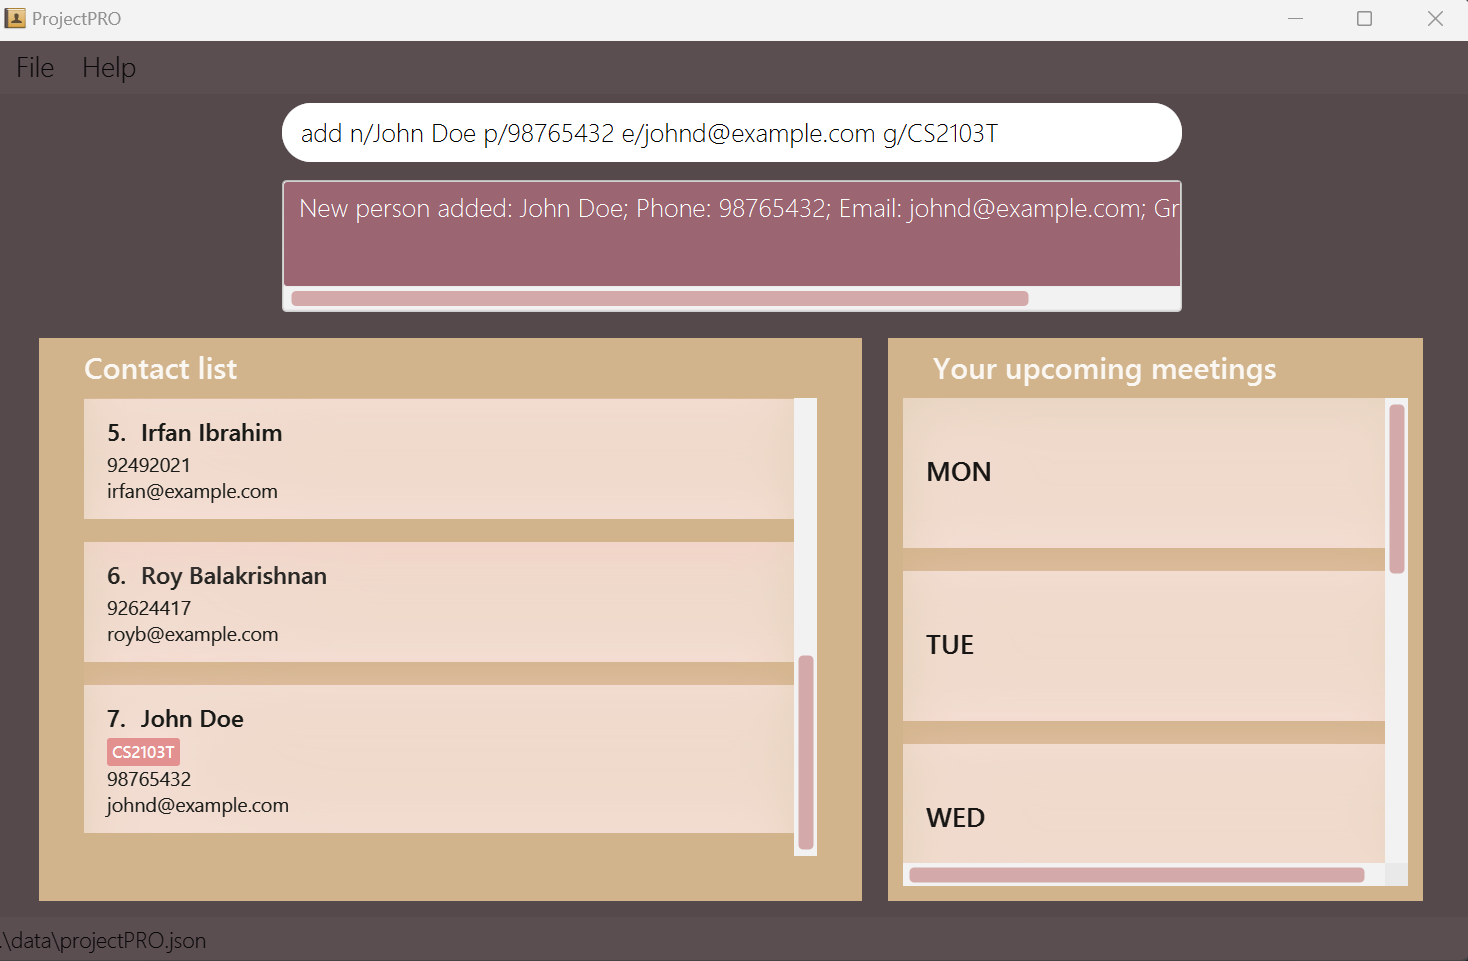 ProjectPRO
File Help
add n/John Doe p/98765432 e/johnd@example.com g/CS2103T
New person added: John Doe; Phone: 98765432; Email: johnd@example.com; Gr
Contact list
5. Irfan Ibrahim
92492021
irfan@example.com
6. Roy Balakrishnan
92624417
royb@example.com
7. John Doe
CS2103T
98765432
johnd@example.com
Your upcoming meetings
MON
TUE
WED
.\data\projectPRO.json